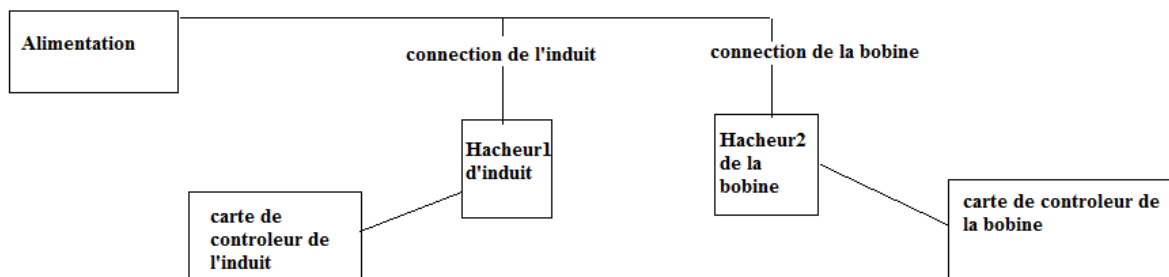 Alimentation
connection de l'induit
connection de la bobine
Hacheur1
d'induit
Hacheur2
de la
bobine
carte de
controleur de
l'induit
carte de controleur de
la bobine